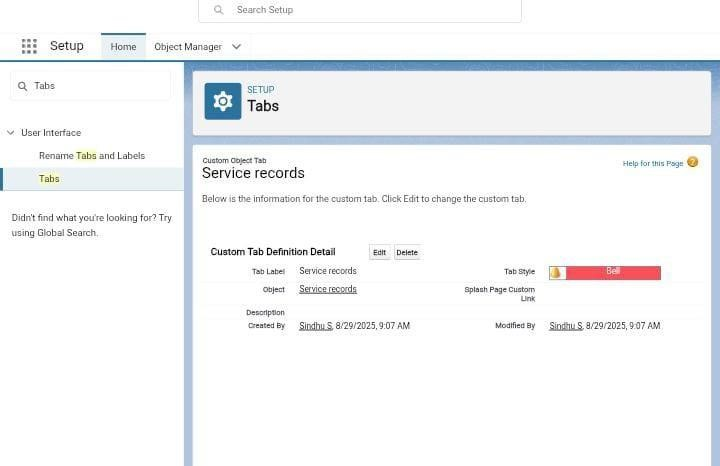 Search Setup
Setup
Home
Object Manager
Tabs
User Interface
Rename Tabs and Labels
Tabs
Didn't find what you're looking for? Try
using Global Search.
SETUP
Tabs
Custom Object Tab
Service records
Help for this Page
Below is the information for the custom tab. Click Edit to change the custom tab.
Custom Tab Definition Detail
Edit
Delete
Tab Label Service records
Tab Style Bell
Object Service records
Splash Page Custom
Link
Description
Created By Sindhu S, 8/29/2025, 9:07 AM
Modified By Sindhu S, 8/29/2025, 9:07 AM